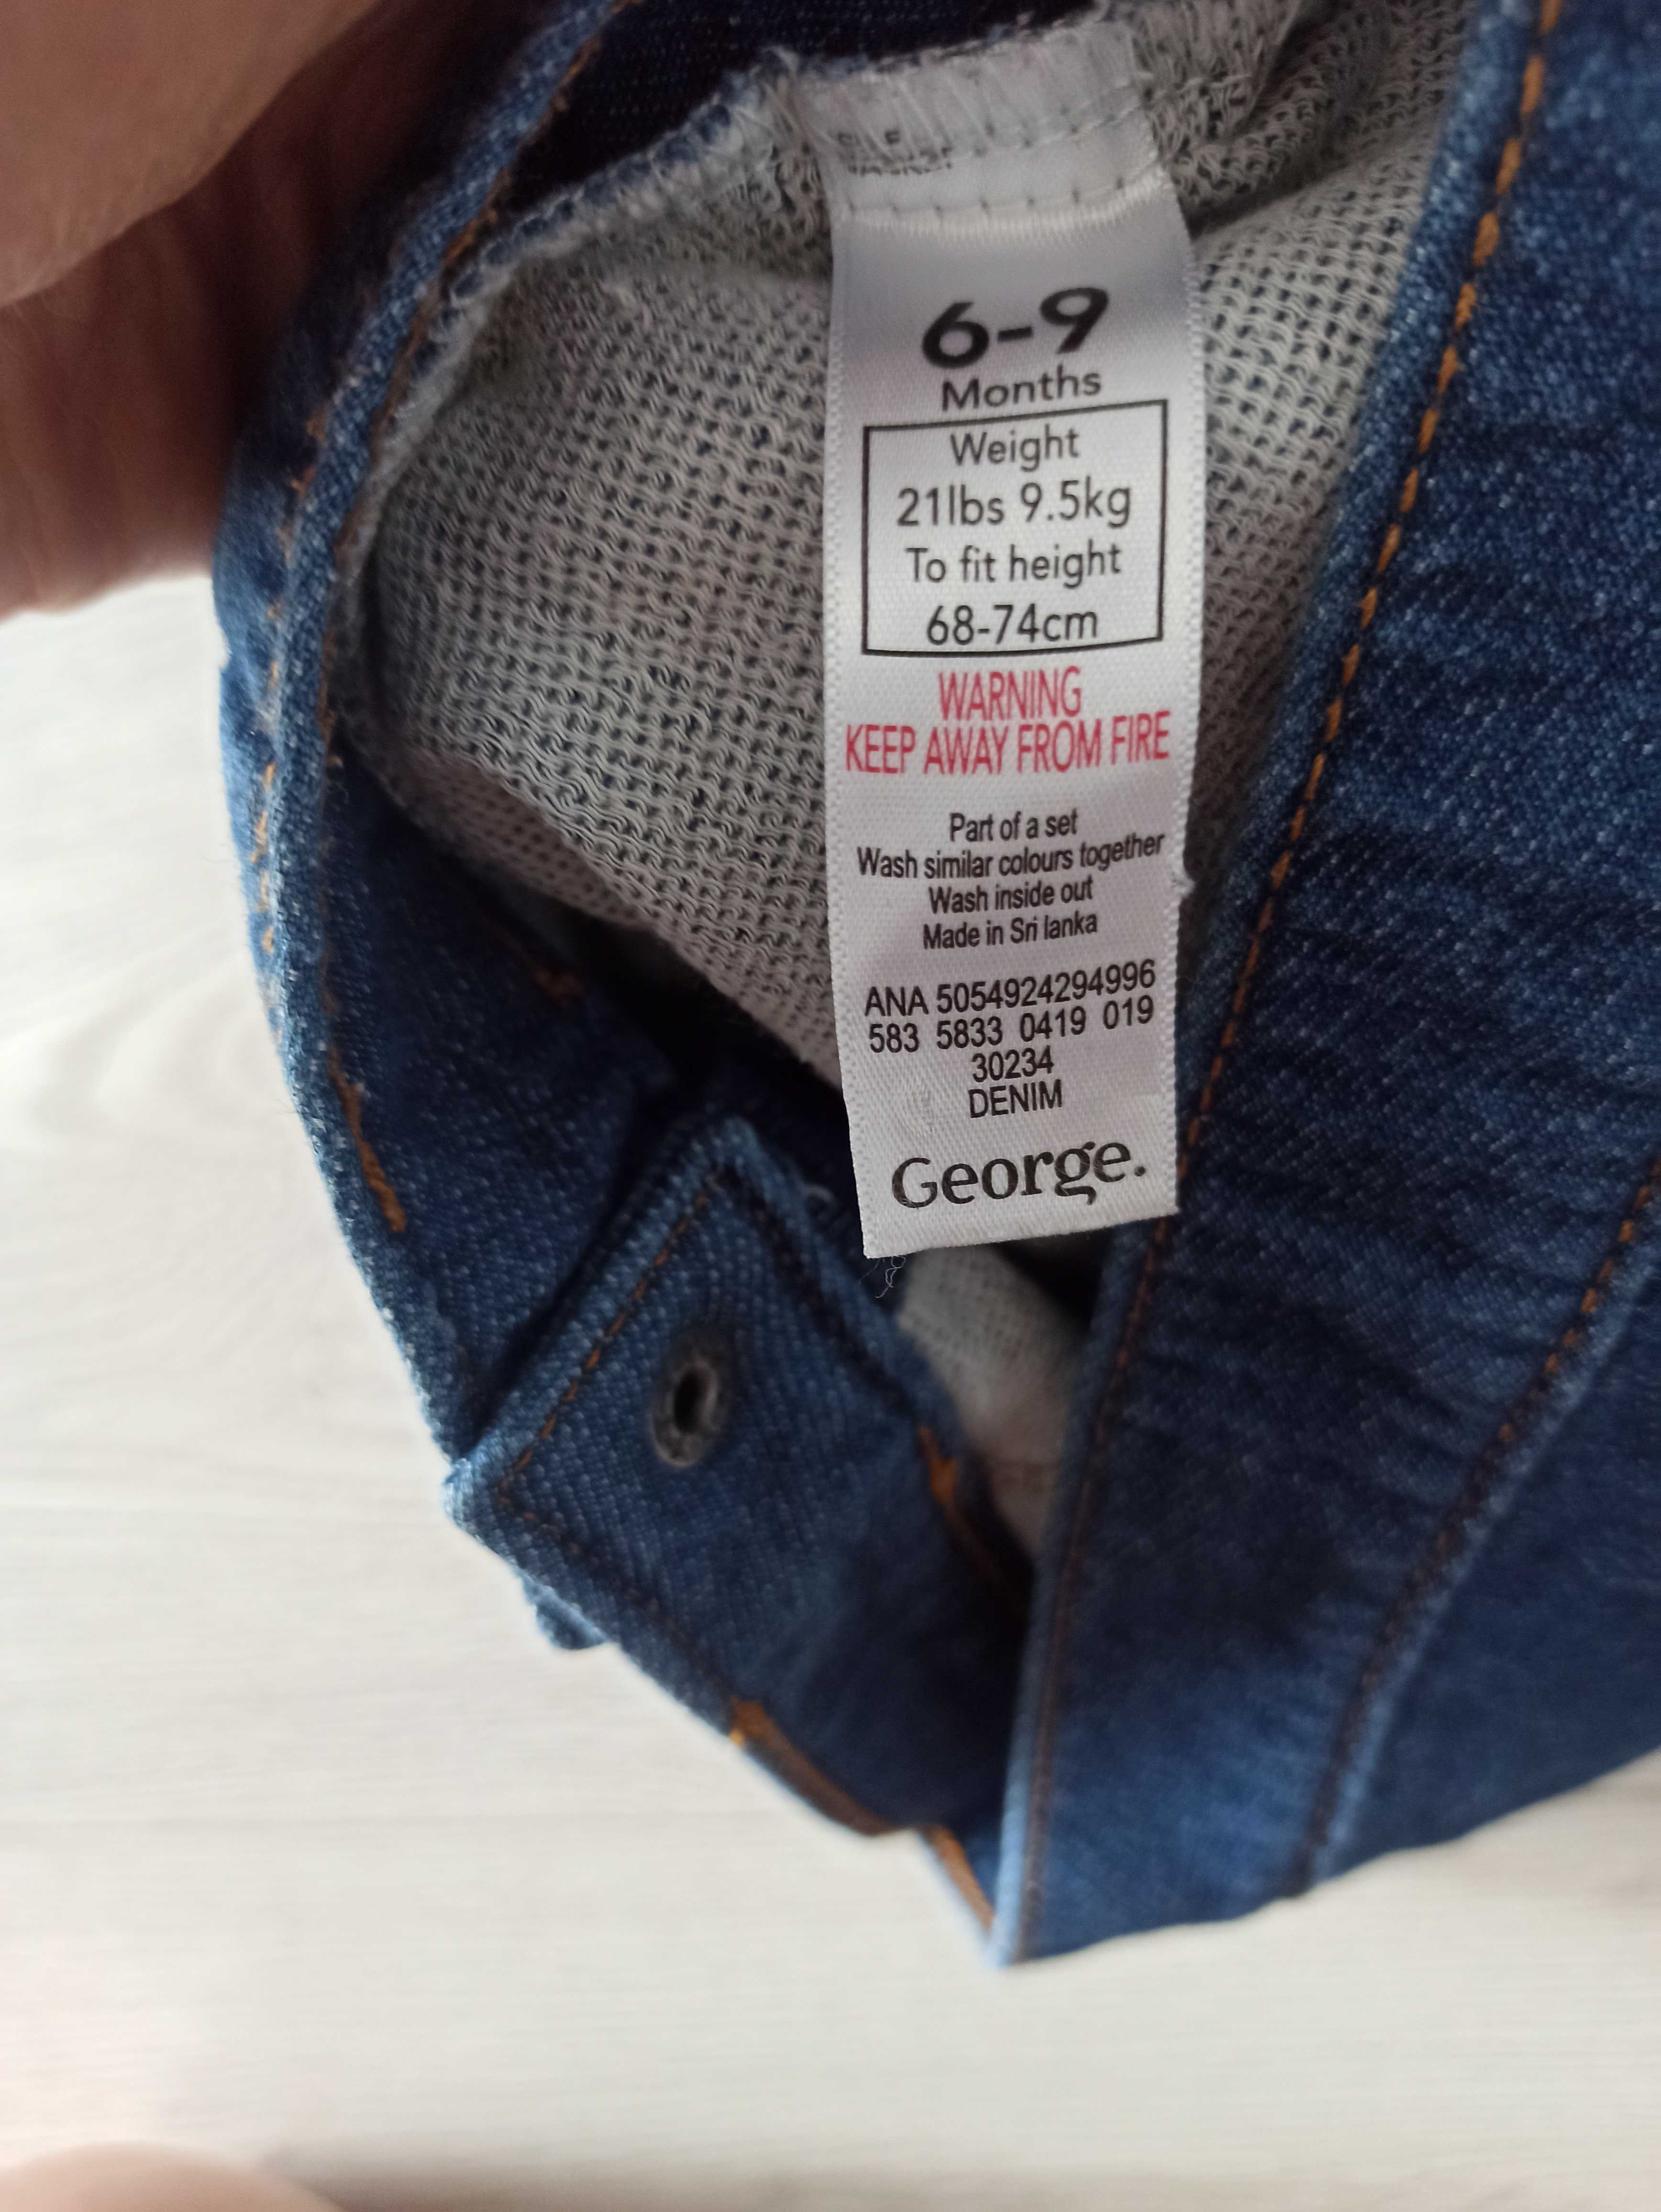 6-9
Months
Weight
21lbs 9.5kg
To fit height
68-74cm
WARNING
KEEP AWAY FROM FIRE
Part of a set
Wash similar colours together
Wash inside out
Made in Sri lanka
ANA 5054924294996
583 5833 0419 019
30234
DENIM
George.